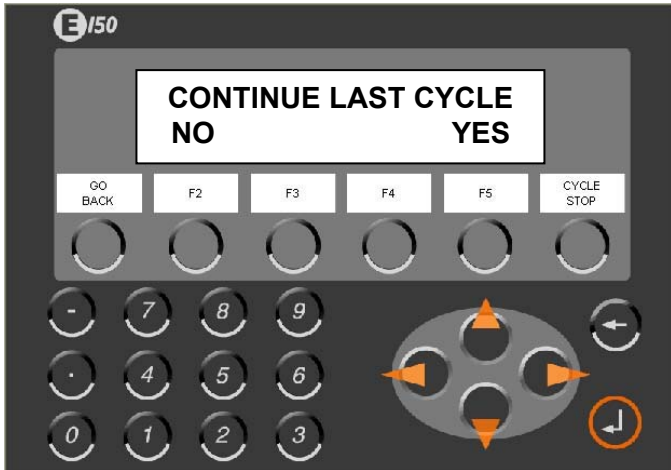 E150
CONTINUE LAST CYCLE
NO YES
GO BACK F2 F3 F4 F5 CYCLE STOP
- 7 8 9
. 4 5 6
0 1 2 3